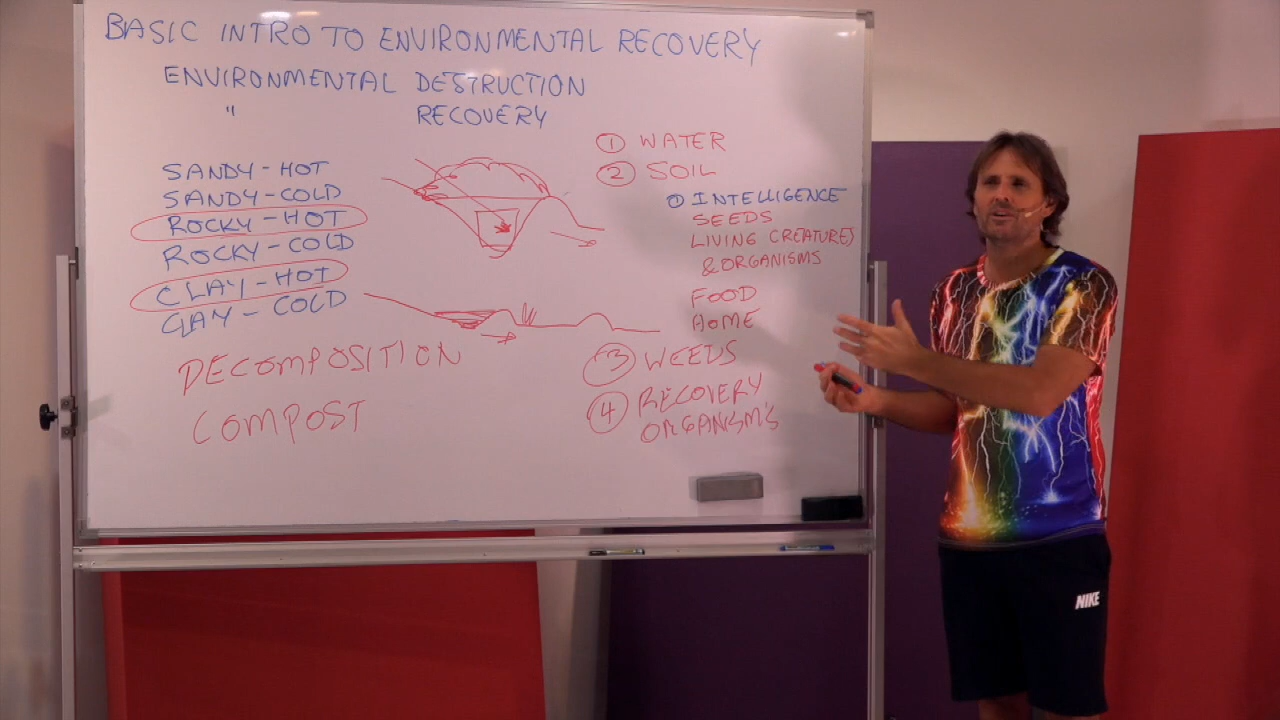 BASIC INTRO TO ENVIRONMENTAL RECOVERY
ENVIRONMENTAL DESTRUCTION
" RECOVERY
SANDY-HOT
SANDY-COLD
ROCKY-HOT
ROCKY-COLD
CLAY-HOT
CLAY-COLD
DECOMPOSITION
COMPOST
① WATER
② SOIL
① INTELLIGENCE
SEEDS
LIVING CREATURES
& ORGANISMS
FOOD
HOME
③ WEEDS
④ RECOVERY
ORGANISM'S
NIKE